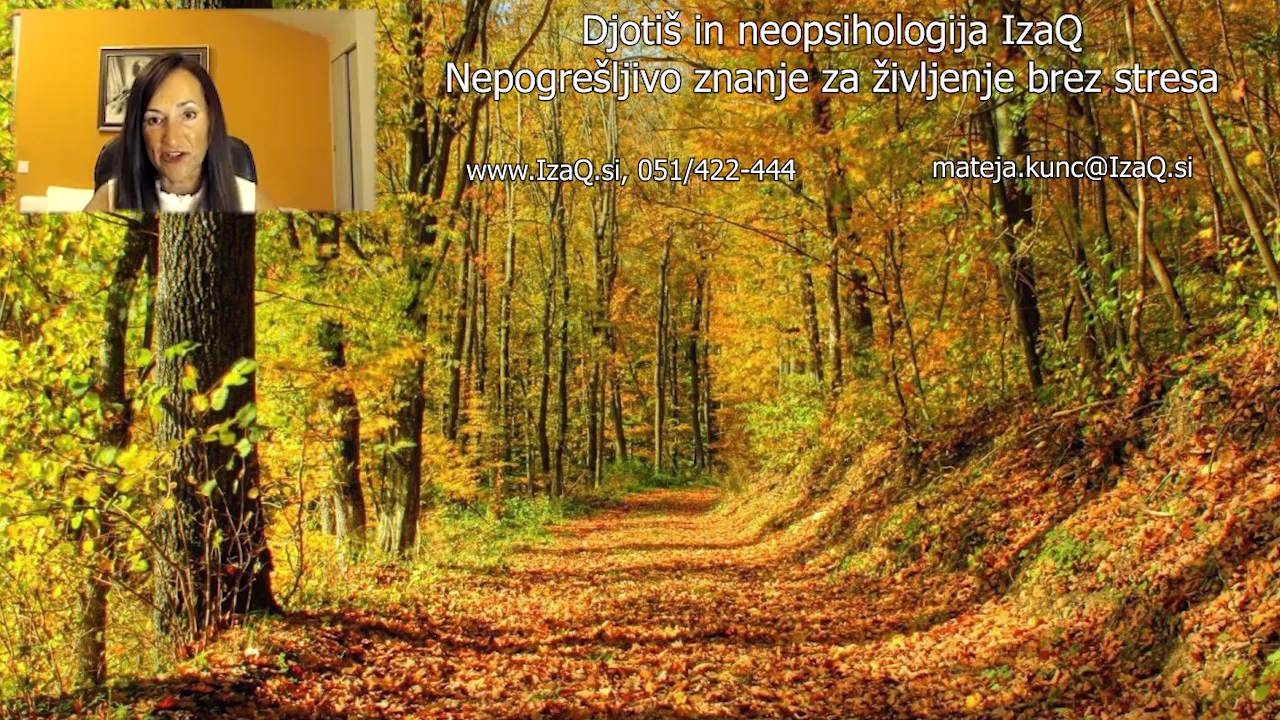 Djotiš in neopsihologija IzaQ
Nepogrešljivo znanje za življenje brez stresa
www.IzaQ.si, 051/422-444 mateja.kunc@IzaQ.si